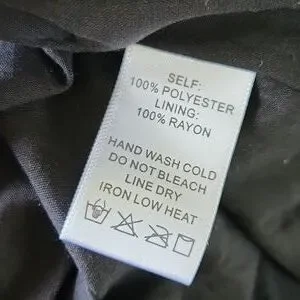 SELF:
100% POLYESTER
LINING:
100% RAYON
HAND WASH COLD
DO NOT BLEACH
LINE DRY
IRON LOW HEAT